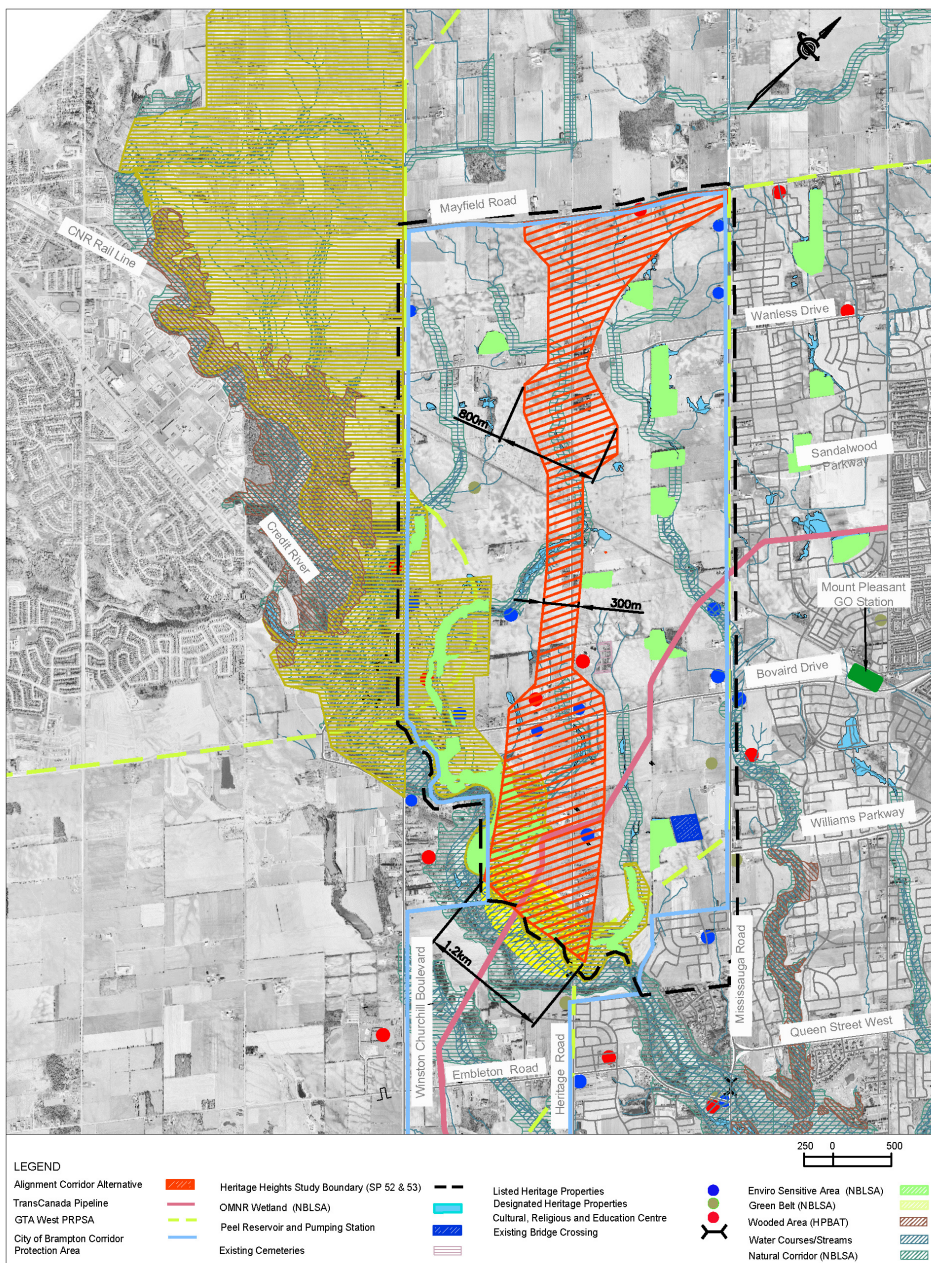 Mayfield Road
CNR Rail Line
Wanless Drive
800m
Sandalwood
Parkway
Credit River
Mount Pleasant
GO Station
300m
Bovaird Drive
Williams Parkway
1.2km
Winston Churchill Boulevard
Mississauga Road
Queen Street West
Embleton Road
Heritage Road
250 0 500
LEGEND
Alignment Corridor Alternative
TransCanada Pipeline
GTA West PRPSA
City of Brampton Corridor
Protection Area
Heritage Heights Study Boundary (SP 52 & 53)
OMNR Wetland (NBLSA)
Peel Reservoir and Pumping Station
Existing Cemeteries
Listed Heritage Properties
Designated Heritage Properties
Cultural, Religious and Education Centre
Existing Bridge Crossing
Enviro Sensitive Area (NBLSA)
Green Belt (NBLSA)
Wooded Area (HPBAT)
Water Courses/Streams
Natural Corridor (NBLSA)